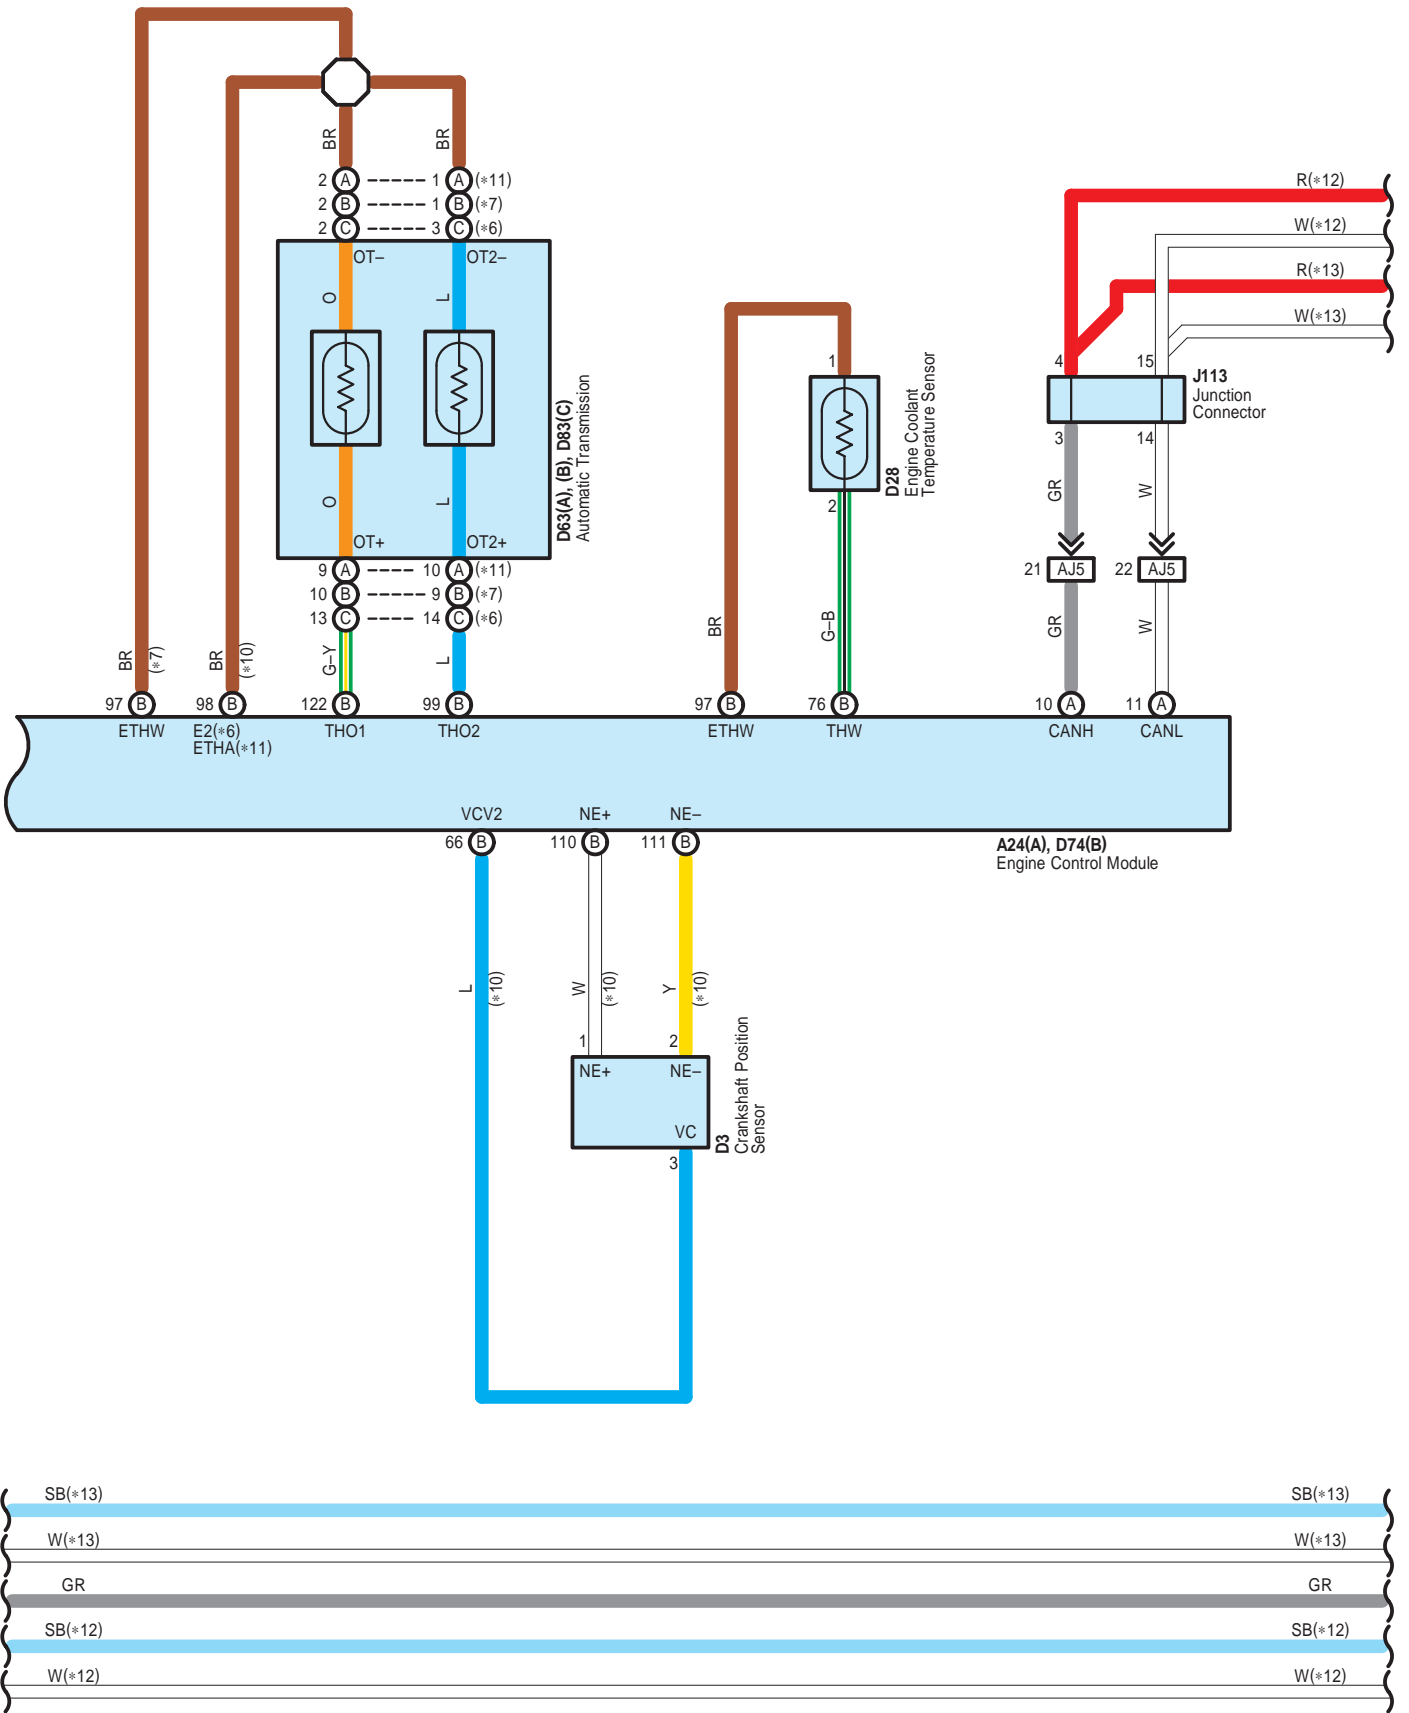 BR
BR
2 A 1 A (*11)
2 B 1 B (*7)
2 C 3 C (*6)
OT–
OT2–
O
L
O
L
OT+
OT2+
D63(A), (B), D83(C)
Automatic Transmission
9 A 10 A (*11)
10 B 9 B (*7)
13 C 14 C (*6)
BR
(*7)
BR
(*10)
G–Y
L
R(*12)
W(*12)
R(*13)
W(*13)
1
D28
Engine Coolant
Temperature Sensor
2
BR
G–B
4
15
J113
Junction
Connector
3
14
GR
W
21 AJ5
22 AJ5
GR
W
97 B
98 B
122 B
99 B
97 B
76 B
10 A
11 A
ETHW
E2(*6)
ETHA(*11)
THO1
THO2
ETHW
THW
CANH
CANL
VCV2
NE+
NE–
66 B
110 B
111 B
A24(A), D74(B)
Engine Control Module
L
(*10)
W
(*10)
Y
(*10)
1
2
NE+
NE–
VC
3
D3
Crankshaft Position
Sensor
SB(*13)
SB(*13)
W(*13)
W(*13)
GR
GR
SB(*12)
SB(*12)
W(*12)
W(*12)